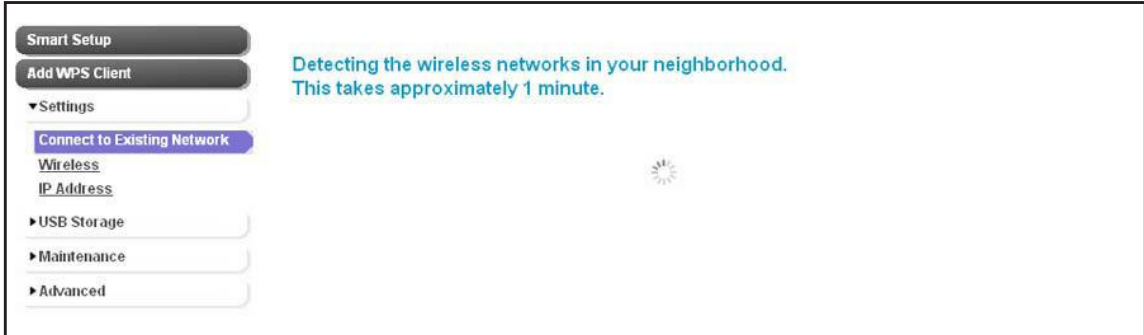 Smart Setup
Add WPS Client
▼Settings
Connect to Existing Network
Wireless
IP Address
▶USB Storage
▶Maintenance
▶Advanced
Detecting the wireless networks in your neighborhood.
This takes approximately 1 minute.